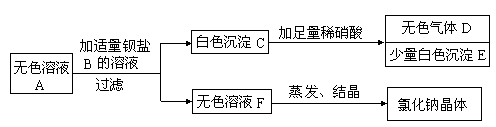 无色溶液
A
加适量钡盐
B 的溶液
过滤
白色沉淀 C
加足量稀硝酸
无色气体 D
少量白色沉淀 E
无色溶液 F
蒸发、结晶
氯化钠晶体